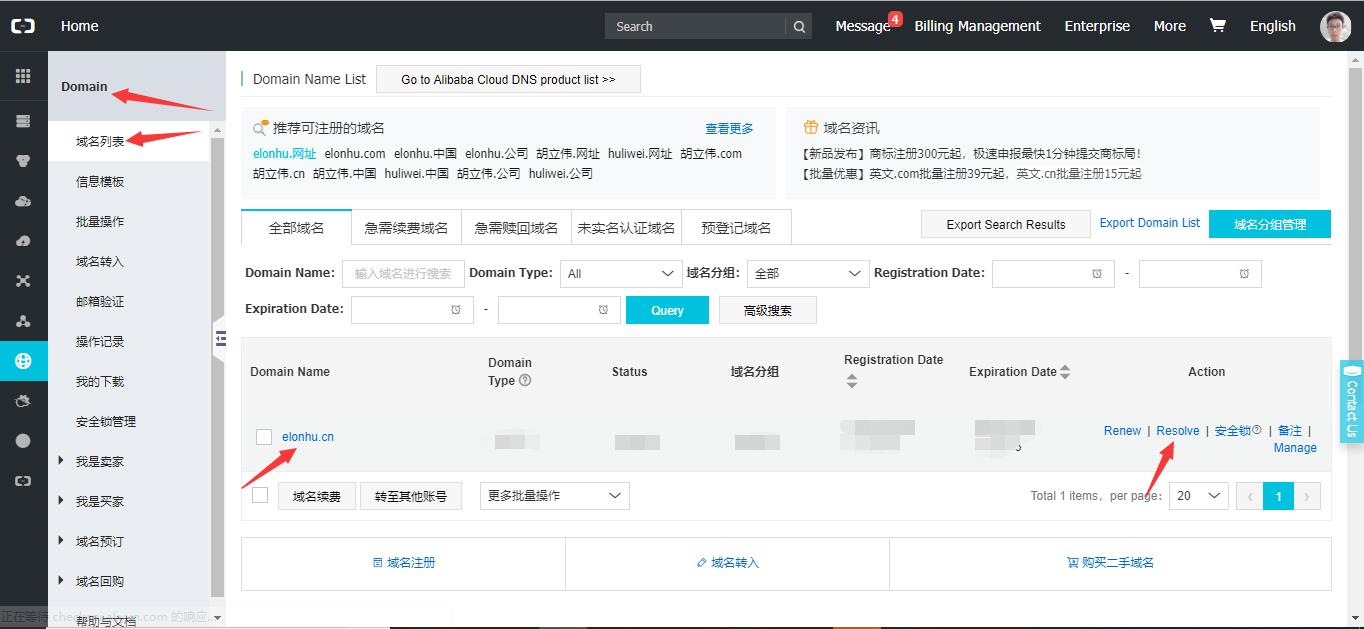 Home
Search
Message 4
Billing Management
Enterprise
More
English
Domain
域名列表
信息模板
批量操作
域名转入
邮箱验证
操作记录
我的下载
安全锁管理
我是卖家
我是买家
域名预订
域名回购
帮助与文档
Domain Name List
Go to Alibaba Cloud DNS product list >>
推荐可注册的域名 查看更多
elonhu.网址 elonhu.com elonhu.中国 elonhu.公司 胡立伟.网址 huliwei.网址 胡立伟.com
胡立伟.cn 胡立伟.中国 huliwei.中国 胡立伟.公司 huliwei.公司
域名资讯
【新品发布】商标注册300元起，极速申报最快1分钟提交商标局！
【批量优惠】英文.com批量注册39元起，英文.cn批量注册15元起
全部域名 急需续费域名 急需赎回域名 未实名认证域名 预登记域名
Export Search Results Export Domain List 域名分组管理
Domain Name: 输入域名进行搜索 Domain Type: All 域名分组: 全部 Registration Date: -
Expiration Date: - Query 高级搜索
Domain Name Domain Type Status 域名分组 Registration Date Expiration Date Action
elonhu.cn Renew | Resolve | 安全锁 | 备注 |
Manage
域名续费 转至其他账号 更多批量操作 Total 1 items，per page: 20 ‹ 1 ›
域名注册 域名转入 购买二手域名
Contact Us